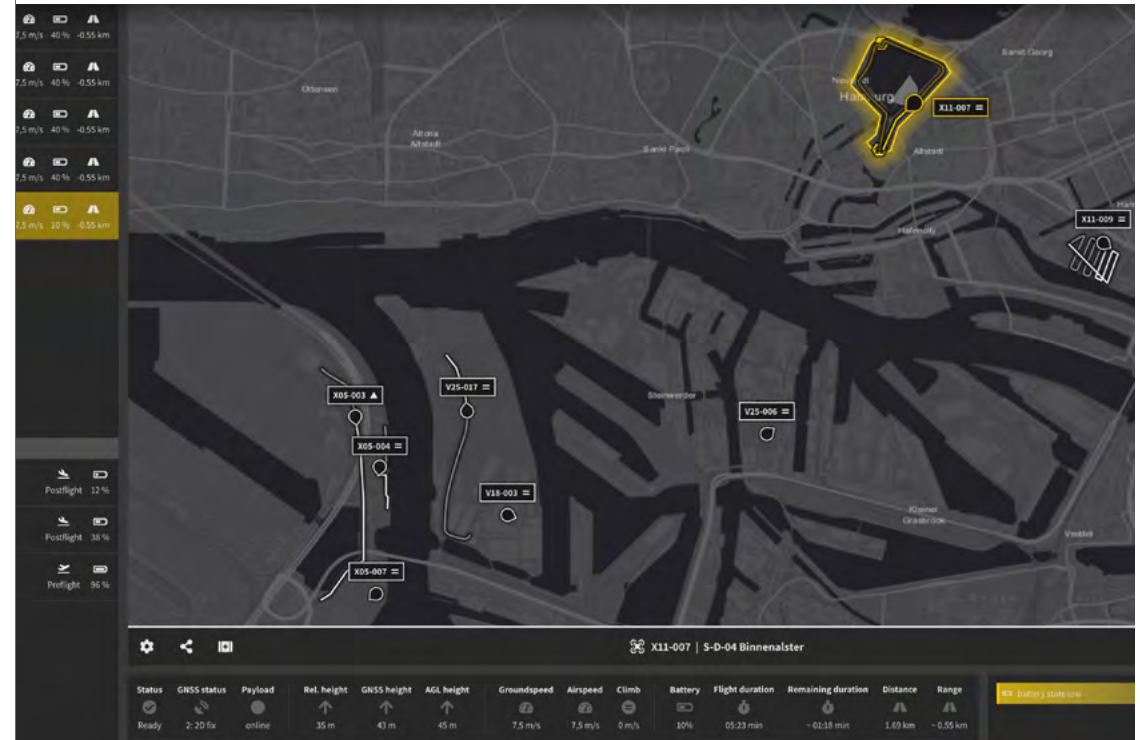 7,5 m/s 40 % -0.55 km
7,5 m/s 40 % -0.55 km
7,5 m/s 40 % -0.55 km
7,5 m/s 40 % -0.55 km
7,5 m/s 10 % -0.55 km
Postflight 12 %
Postflight 38 %
Preflight 96 %
Sankt Georg
Ottensen
Hamburg
X11-007 =
Altona
Altstadt
Sankt Pauli
Altstadt
X11-009 =
Hafencity
V25-017 =
X05-003 ▲
Steinwerder
V25-006 =
X05-004 =
V18-003 =
Kleiner
Grasbrook
Veddel
X05-007 =
X11-007 | S-D-04 Binnenalster
Status GNSS status Payload Rel. height GNSS height AGL height Groundspeed Airspeed Climb Battery Flight duration Remaining duration Distance Range
Ready 2: 20 fix online 35 m 43 m 45 m 7,5 m/s 7,5 m/s 0 m/s 10% 05:23 min ~ 01:18 min 1.69 km ~ 0.55 km
Battery state low